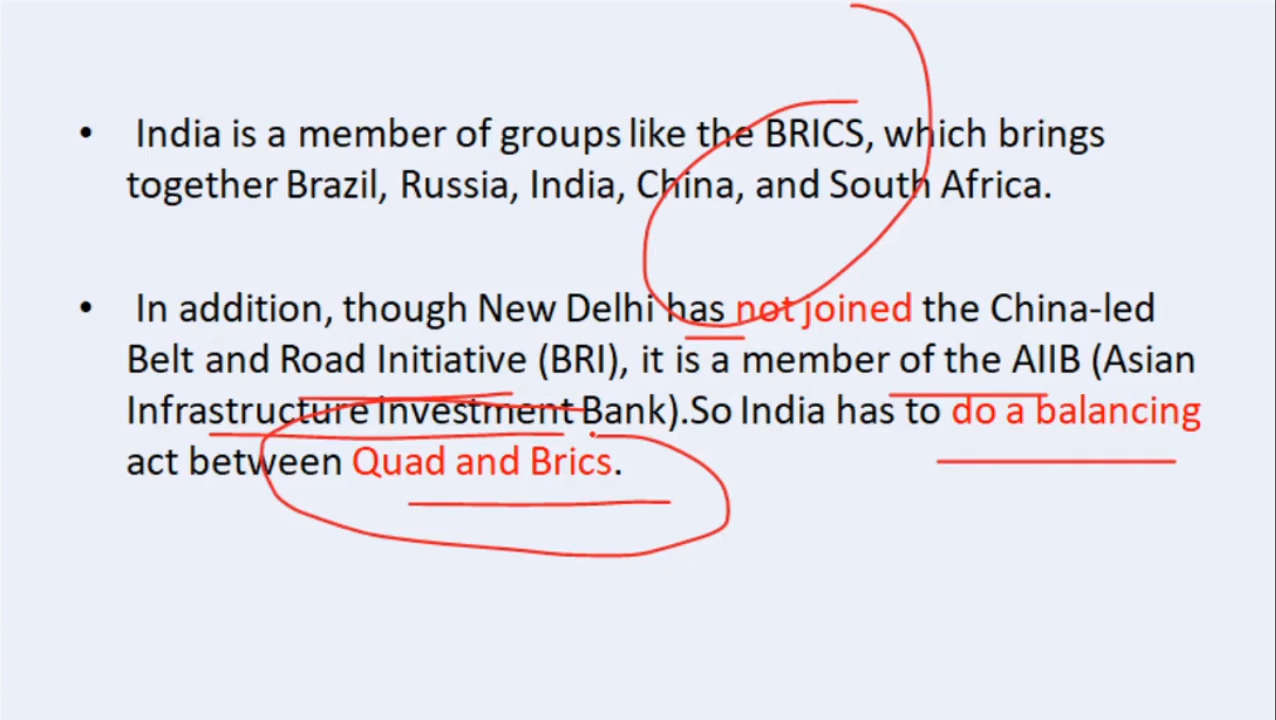 • India is a member of groups like the BRICS, which brings
together Brazil, Russia, India, China, and South Africa.
• In addition, though New Delhi has not joined the China-led
Belt and Road Initiative (BRI), it is a member of the AIIB (Asian
Infrastructure Investment Bank).So India has to do a balancing
act between Quad and Brics.